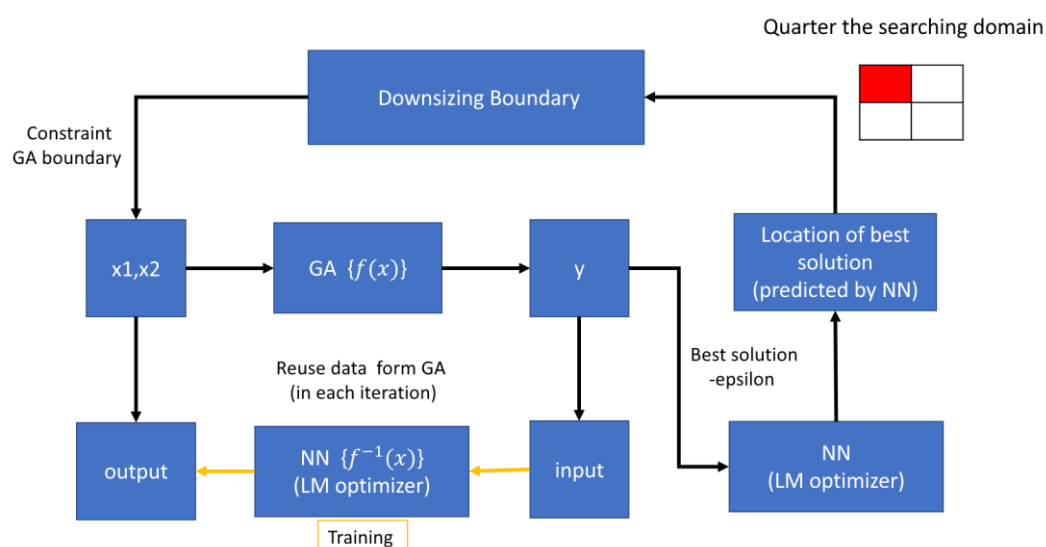 Quarter the searching domain
Downsizing Boundary
Constraint
GA boundary
x1,x2
GA {f(x)}
y
Location of best
solution
(predicted by NN)
Reuse data  form GA
(in each iteration)
Best solution
-epsilon
output
NN {f⁻¹(x)}
(LM optimizer)
input
NN
(LM optimizer)
Training